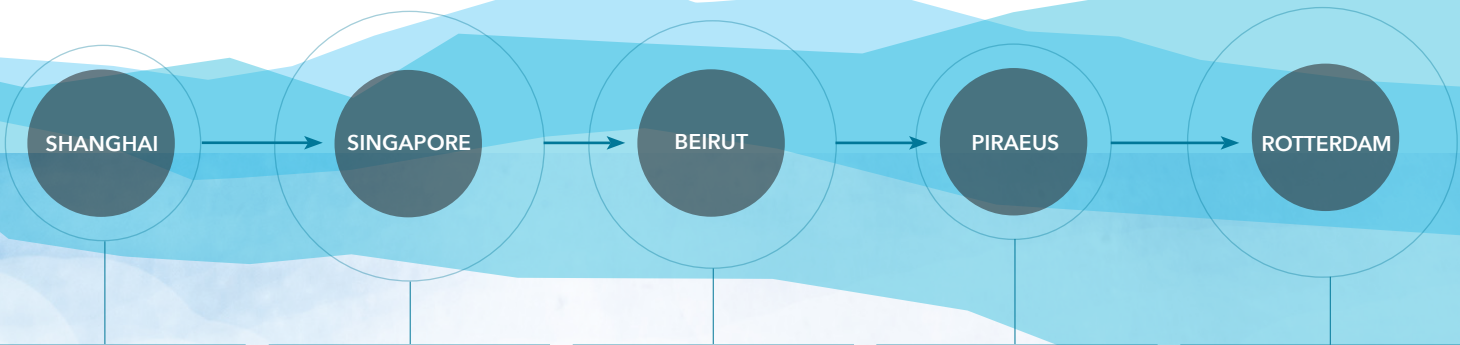 SHANGHAI
SINGAPORE
BEIRUT
PIRAEUS
ROTTERDAM